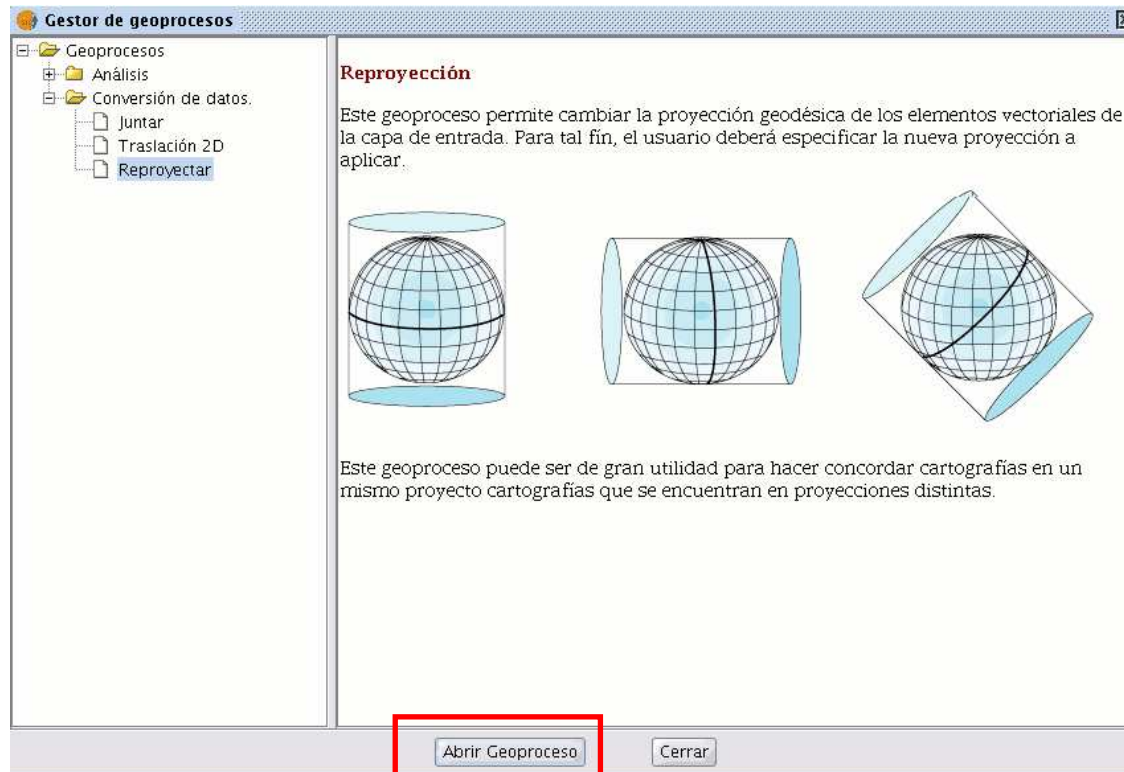 Gestor de geoprocesos
Geoprocesos
Análisis
Conversión de datos.
Juntar
Traslación 2D
Reproyectar
Reproyección
Este geoproceso permite cambiar la proyección geodésica de los elementos vectoriales de
la capa de entrada. Para tal fín, el usuario deberá especificar la nueva proyección a
aplicar.
Este geoproceso puede ser de gran utilidad para hacer concordar cartografías en un
mismo proyecto cartografías que se encuentran en proyecciones distintas.
Abrir Geoproceso
Cerrar